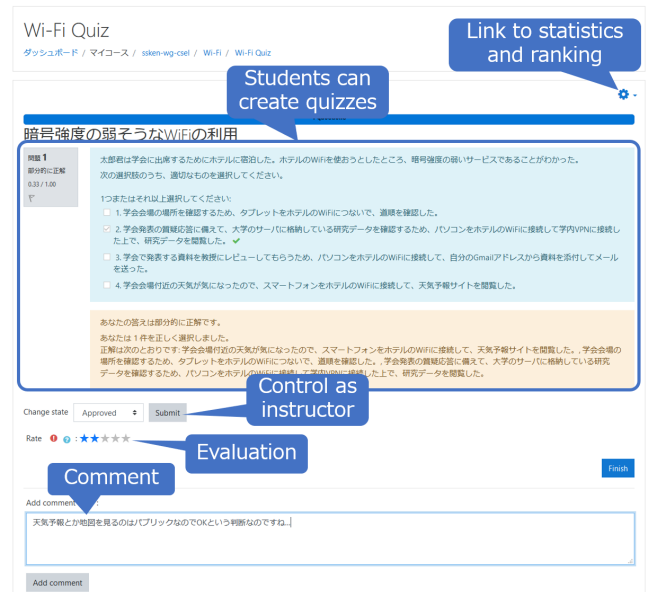 Wi-Fi Quiz
ダッシュボード / マイコース / ssken-wg-csel / Wi-Fi / Wi-Fi Quiz
Link to statistics
and ranking
Students can
create quizzes
暗号強度の弱そうなWiFiの利用
問題 1
部分的に正解
0.33 / 1.00
太郎君は学会に出席するためにホテルに宿泊した。ホテルのWiFiを使おうとしたところ、暗号強度の弱いサービスであることがわかった。
次の選択肢のうち、適切なものを選択してください、
1つまたはそれ以上選択してください:
1. 学会会場の場所を確認するため、タブレットをホテルのWiFiにつないで、道順を確認した。
2. 学会発表の質疑応答に備えて、大学のサーバに格納している研究データを確認するため、パソコンをホテルのWiFiに接続して学内VPNに接続し
た上で、研究データを閲覧した。
3. 学会で発表する資料を教授にレビューしてもらうため、パソコンをホテルのWiFiに接続して、自分のGmailアドレスから資料を添付してメール
を送った。
4. 学会会場付近の天気が気になったので、スマートフォンをホテルのWiFiに接続して、天気予報サイトを閲覧した。
あなたの答えは部分的に正解です。
あなたは 1 件を正しく選択しました。
正解は次のとおりです: 学会会場付近の天気が気になったので、スマートフォンをホテルのWiFiに接続して、天気予報サイトを閲覧した。, 学会会場の
場所を確認するため、タブレットをホテルのWiFiにつないで、道順を確認した。, 学会発表の質疑応答に備えて、大学のサーバに格納している研究
データを確認するため、パソコンをホテルのWiFiに接続して学内VPNに接続した上で、研究データを閲覧した。
Control as
instructor
Change state Approved Submit
Rate :
Evaluation
Finish
Comment
Add comment
天気予報とか地図を見るのはパブリックなのでOKという判断なのですね...
Add comment